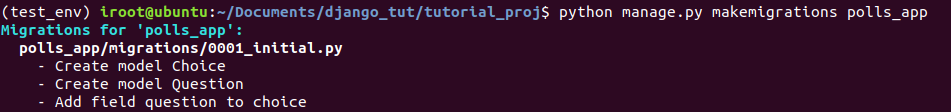 (test_env) iroot@ubuntu:~/Documents/django_tut/tutorial_proj$ python manage.py makemigrations polls_app
Migrations for 'polls_app':
  polls_app/migrations/0001_initial.py
    - Create model Choice
    - Create model Question
    - Add field question to choice